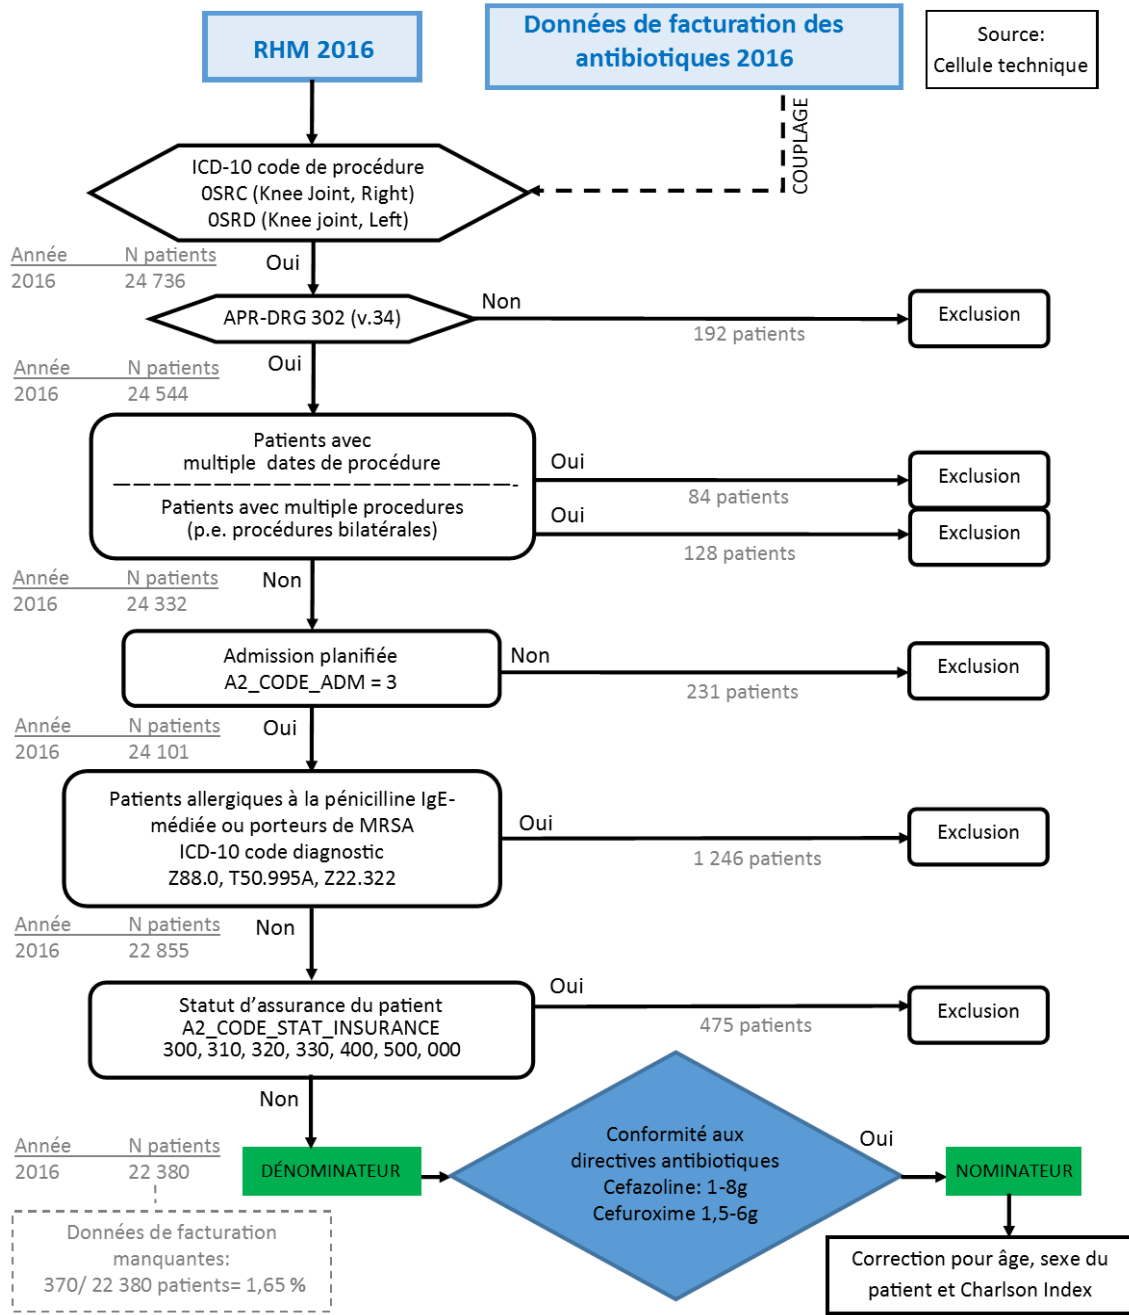 RHM 2016
Données de facturation des
antibiotiques 2016
Source:
Cellule technique
COUPLAGE
ICD-10 code de procédure
0SRC (Knee Joint, Right)
0SRD (Knee joint, Left)
Année N patients
2016 24 736
Oui
APR-DRG 302 (v.34)
Non
192 patients
Exclusion
Année N patients
2016 24 544
Oui
Patients avec
multiple dates de procédure
Oui
84 patients
Exclusion
Patients avec multiple procedures
(p.e. procédures bilatérales)
Oui
128 patients
Exclusion
Année N patients
2016 24 332
Non
Admission planifiée
A2_CODE_ADM = 3
Non
231 patients
Exclusion
Année N patients
2016 24 101
Oui
Patients allergiques à la pénicilline IgE-
médiée ou porteurs de MRSA
ICD-10 code diagnostic
Z88.0, T50.995A, Z22.322
Oui
1 246 patients
Exclusion
Année N patients
2016 22 855
Non
Statut d'assurance du patient
A2_CODE_STAT_INSURANCE
300, 310, 320, 330, 400, 500, 000
Oui
475 patients
Exclusion
Non
Année N patients
2016 22 380
DÉNOMINATEUR
Conformité aux
directives antibiotiques
Cefazoline: 1-8g
Cefuroxime 1,5-6g
Oui
NOMINATEUR
Données de facturation
manquantes:
370/ 22 380 patients= 1,65 %
Correction pour âge, sexe du
patient et Charlson Index